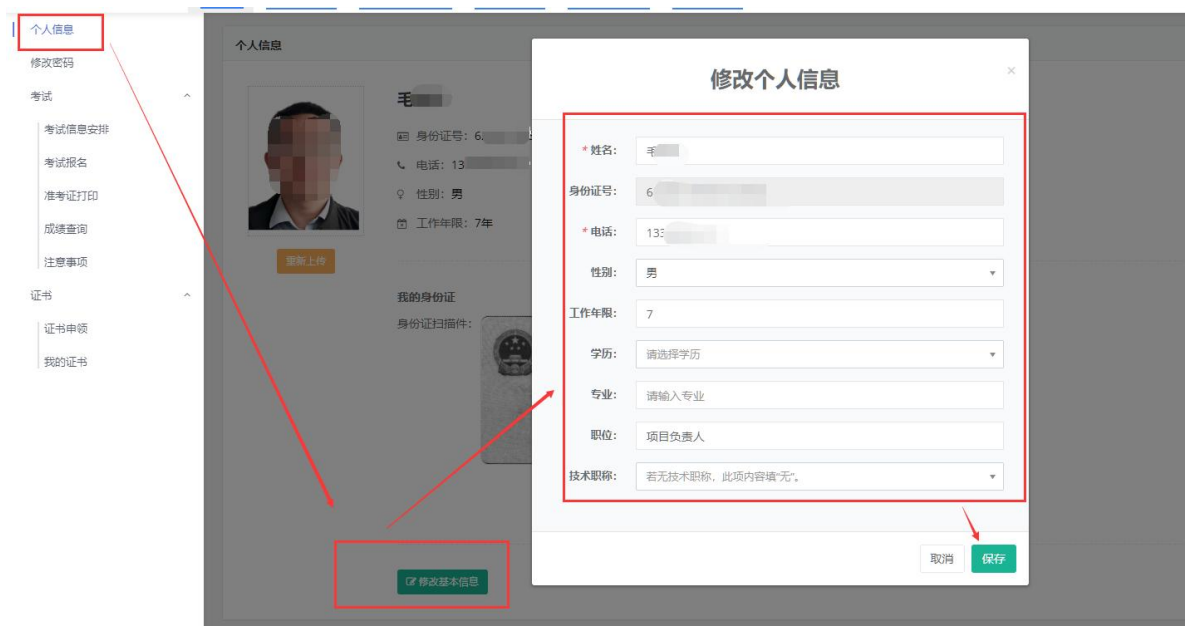 个人信息
修改密码
考试
考试信息安排
考试报名
准考证打印
成绩查询
注意事项
证书
证书申领
我的证书
个人信息
毛
身份证号：6
电话：13
性别：男
工作年限：7年
重新上传
我的身份证
身份证扫描件：
修改基本信息
修改个人信息
×
* 姓名：
毛
身份证号：
6
* 电话：
133
性别：
男
工作年限：
7
学历：
请选择学历
专业：
请输入专业
职位：
项目负责人
技术职称：
若无技术职称，此项内容填“无”。
取消
保存